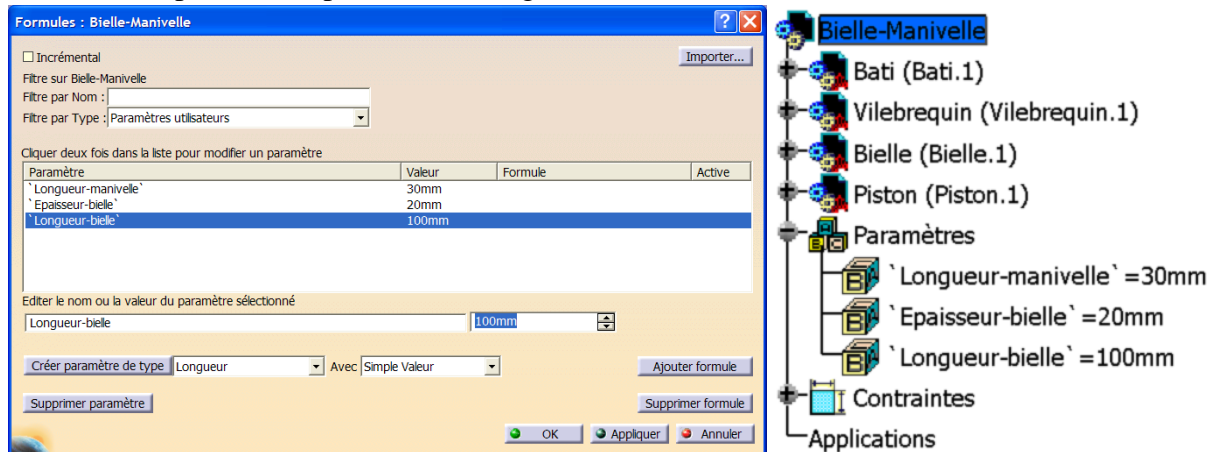 Formules : Bielle-Manivelle
Incrémental
Importer...
Filtre sur Bielle-Manivelle
Filtre par Nom :
Filtre par Type : Paramètres utilisateurs
Cliquer deux fois dans la liste pour modifier un paramètre
Paramètre Valeur Formule Active
`Longueur-manivelle` 30mm
`Epaisseur-bielle` 20mm
`Longueur-bielle` 100mm
Editer le nom ou la valeur du paramètre sélectionné
Longueur-bielle 100mm
Créer paramètre de type Longueur Avec Simple Valeur Ajouter formule
Supprimer paramètre Supprimer formule
OK Appliquer Annuler
Bielle-Manivelle
Bati (Bati.1)
Vilebrequin (Vilebrequin.1)
Bielle (Bielle.1)
Piston (Piston.1)
Paramètres
`Longueur-manivelle`=30mm
`Epaisseur-bielle`=20mm
`Longueur-bielle`=100mm
Contraintes
Applications